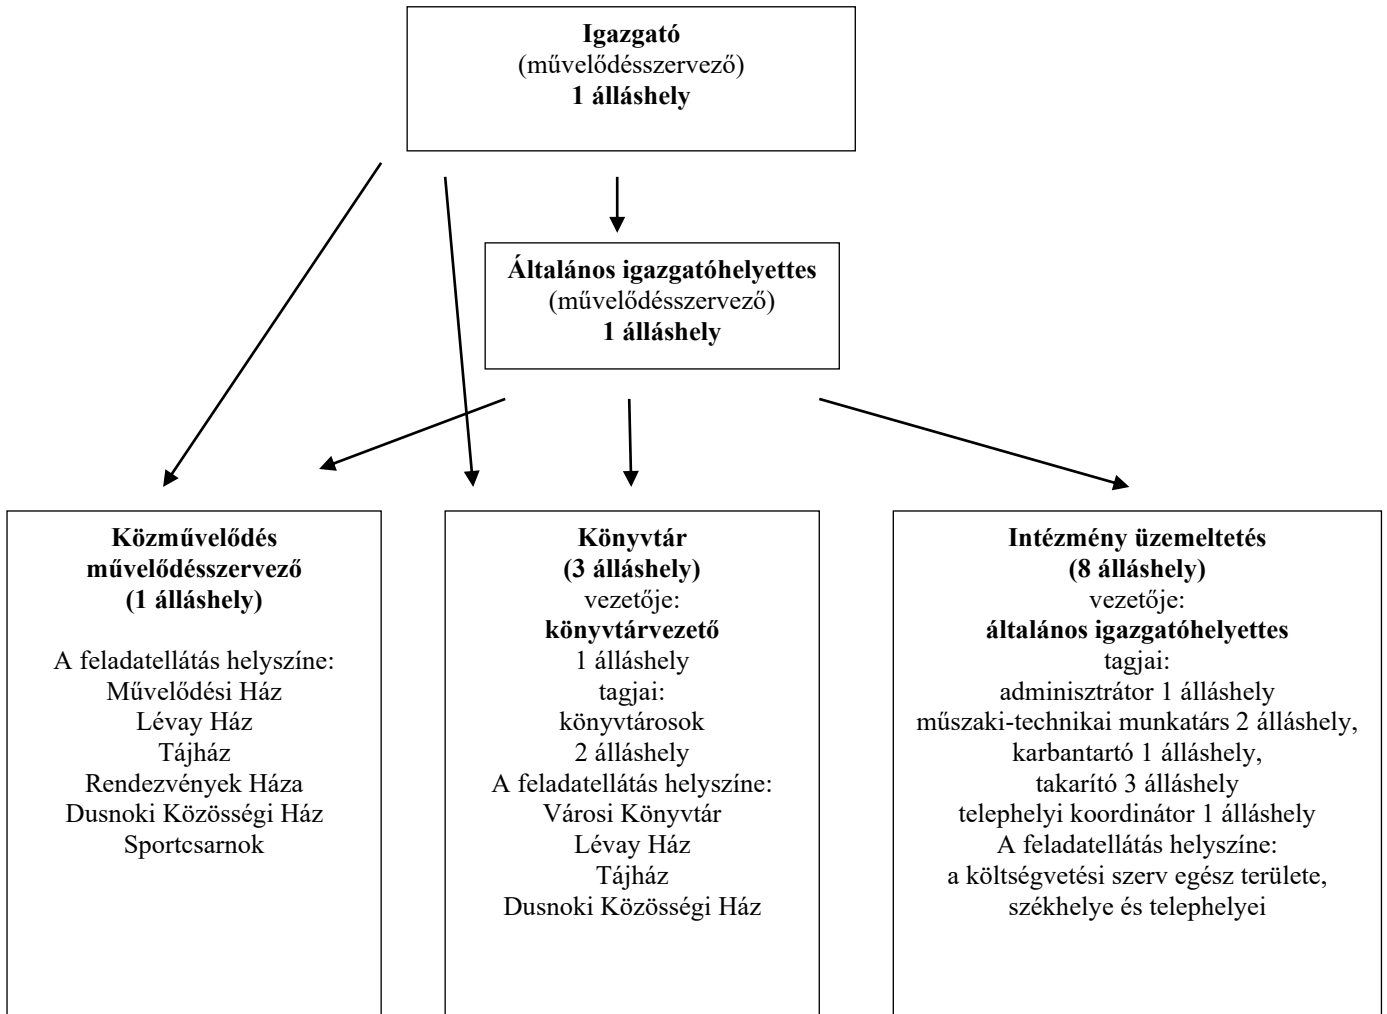 Igazgató
(művelődésszervező)
1 álláshely
Általános igazgatóhelyettes
(művelődésszervező)
1 álláshely
Közművelődés
művelődésszervező
(1 álláshely)
A feladatellátás helyszíne:
Művelődési Ház
Lévay Ház
Tájház
Rendezvények Háza
Dusnoki Közösségi Ház
Sportcsarnok
Könyvtár
(3 álláshely)
vezetője:
könyvtárvezető
1 álláshely
tagjai:
könyvtárosok
2 álláshely
A feladatellátás helyszíne:
Városi Könyvtár
Lévay Ház
Tájház
Dusnoki Közösségi Ház
Intézmény üzemeltetés
(8 álláshely)
vezetője:
általános igazgatóhelyettes
tagjai:
adminisztrátor 1 álláshely
műszaki-technikai munkatárs 2 álláshely,
karbantartó 1 álláshely,
takarító 3 álláshely
telephelyi koordinátor 1 álláshely
A feladatellátás helyszíne:
a költségvetési szerv egész területe,
székhelye és telephelyei